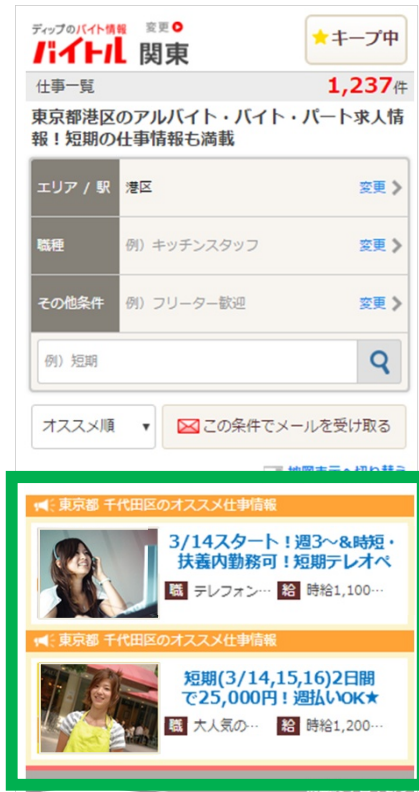 ディップのバイト情報 変更
バイトル 関東
キープ中
仕事一覧 1,237件
東京都港区のアルバイト・バイト・パート求人情
報！短期の仕事情報も満載
エリア / 駅 港区 変更
職種 例）キッチンスタッフ 変更
その他条件 例）フリーター歓迎 変更
例）短期
オススメ順 ▼ この条件でメールを受け取る
地図表示へ切り替う
東京都 千代田区のオススメ仕事情報
3/14スタート！週3～&時短・
扶養内勤務可！短期テレオペ
職 テレフォン… 給 時給1,100…
東京都 千代田区のオススメ仕事情報
短期(3/14,15,16)2日間
で25,000円！週払いOK★
職 大人気の… 給 時給1,200…